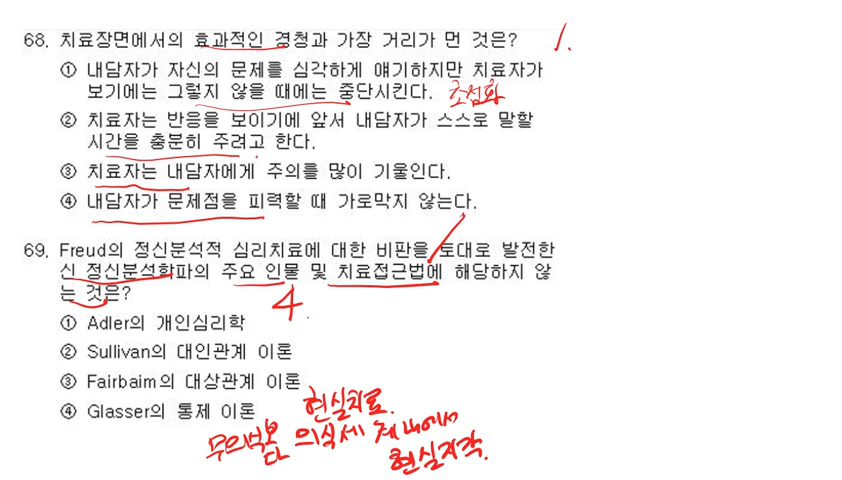 68. 치료장면에서의 효과적인 경청과 가장 거리가 먼 것은? 1.
① 내담자가 자신의 문제를 심각하게 얘기하지만 치료자가
보기에는 그렇지 않을 때에는 중단시킨다. 초점화
② 치료자는 반응을 보이기에 앞서 내담자가 스스로 말할
시간을 충분히 주려고 한다.
③ 치료자는 내담자에게 주의를 많이 기울인다.
④ 내담자가 문제점을 피력할 때 가로막지 않는다.
69. Freud의 정신분석적 심리치료에 대한 비판을 토대로 발전한
신 정신분석학파의 주요 인물 및 치료접근법에 해당하지 않
는 것은? 4
① Adler의 개인심리학
② Sullivan의 대인관계 이론
③ Fairbaim의 대상관계 이론
④ Glasser의 통제 이론
현실치료.
무의식보다 의식세계 내에서
현실지각.